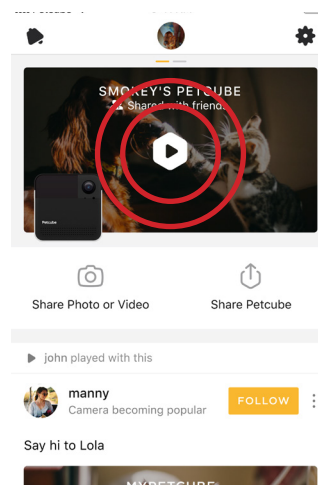 SMOKEY'S PETCUBE
Shared with friends
Petcube
Share Photo or Video
Share Petcube
john played with this
manny
FOLLOW
Camera becoming popular
Say hi to Lola
MYPETCUBE